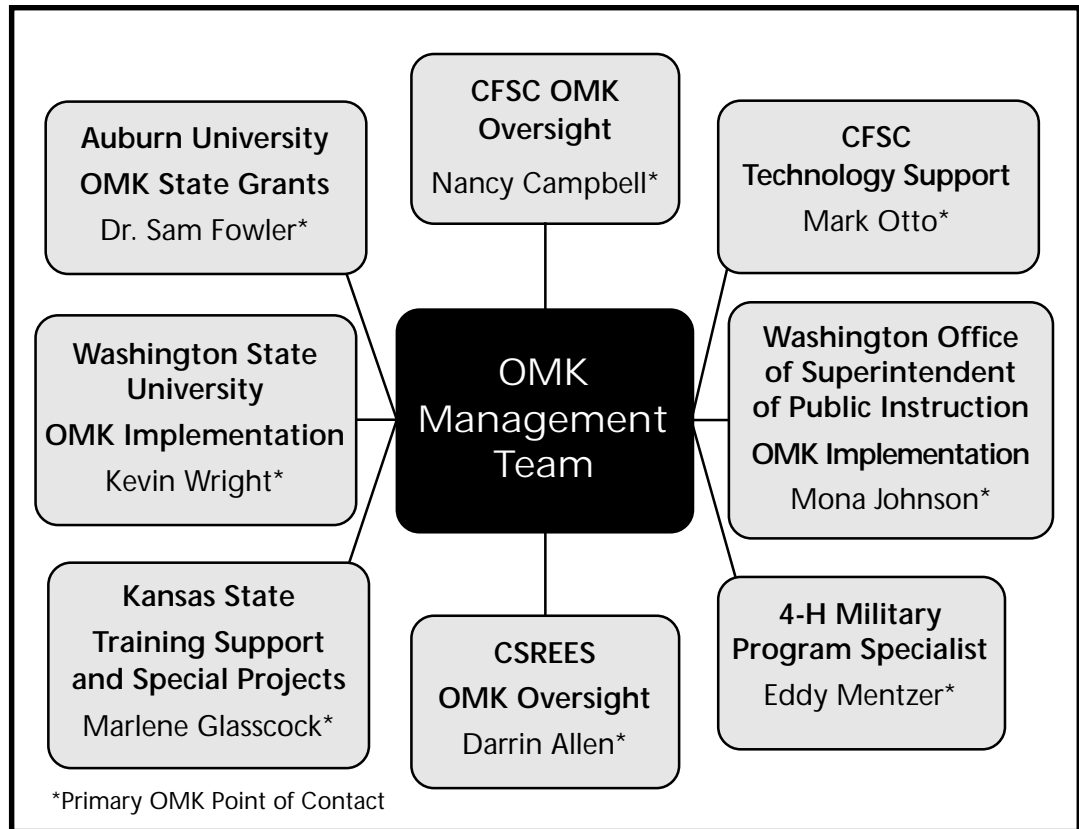 Auburn University
OMK State Grants
Dr. Sam Fowler*
CFSC OMK
Oversight
Nancy Campbell*
CFSC
Technology Support
Mark Otto*
Washington State
University
OMK Implementation
Kevin Wright*
OMK
Management
Team
Washington Office
of Superintendent
of Public Instruction
OMK Implementation
Mona Johnson*
Kansas State
Training Support
and Special Projects
Marlene Glasscock*
CSREES
OMK Oversight
Darrin Allen*
4-H Military
Program Specialist
Eddy Mentzer*
*Primary OMK Point of Contact